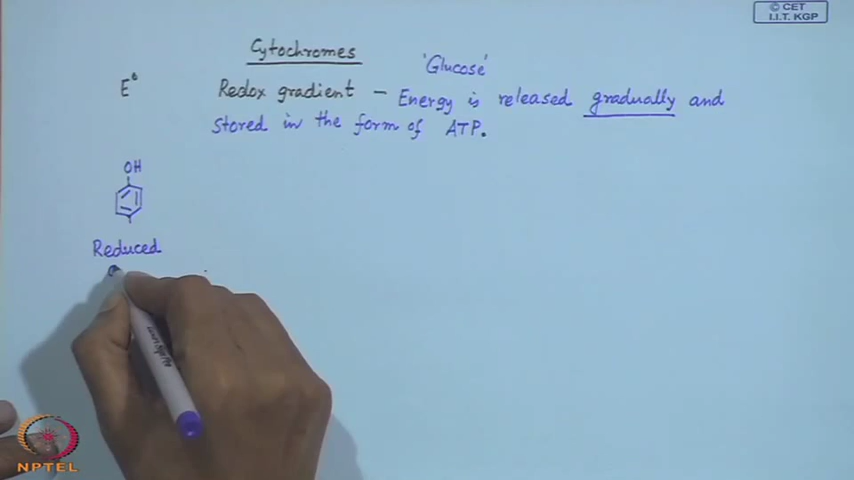 © CET
I.I.T. KGP
Cytochromes
'Glucose'
E°
Redox gradient - Energy is released gradually and
stored in the form of ATP.
OH
Reduced
NPTEL